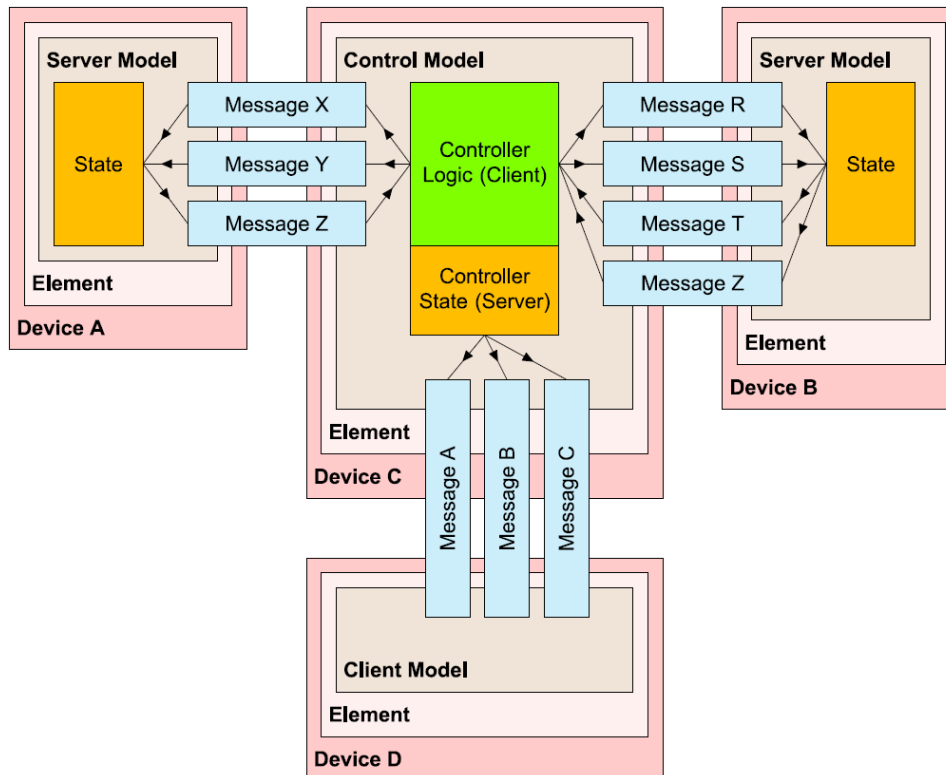 Server Model
Control Model
Server Model
Message X
Message R
State
Message Y
Controller
Logic (Client)
Message S
State
Message Z
Message T
Element
Controller
State (Server)
Message Z
Device A
Element
Device B
Element
Device C
Message A
Message B
Message C
Client Model
Element
Device D